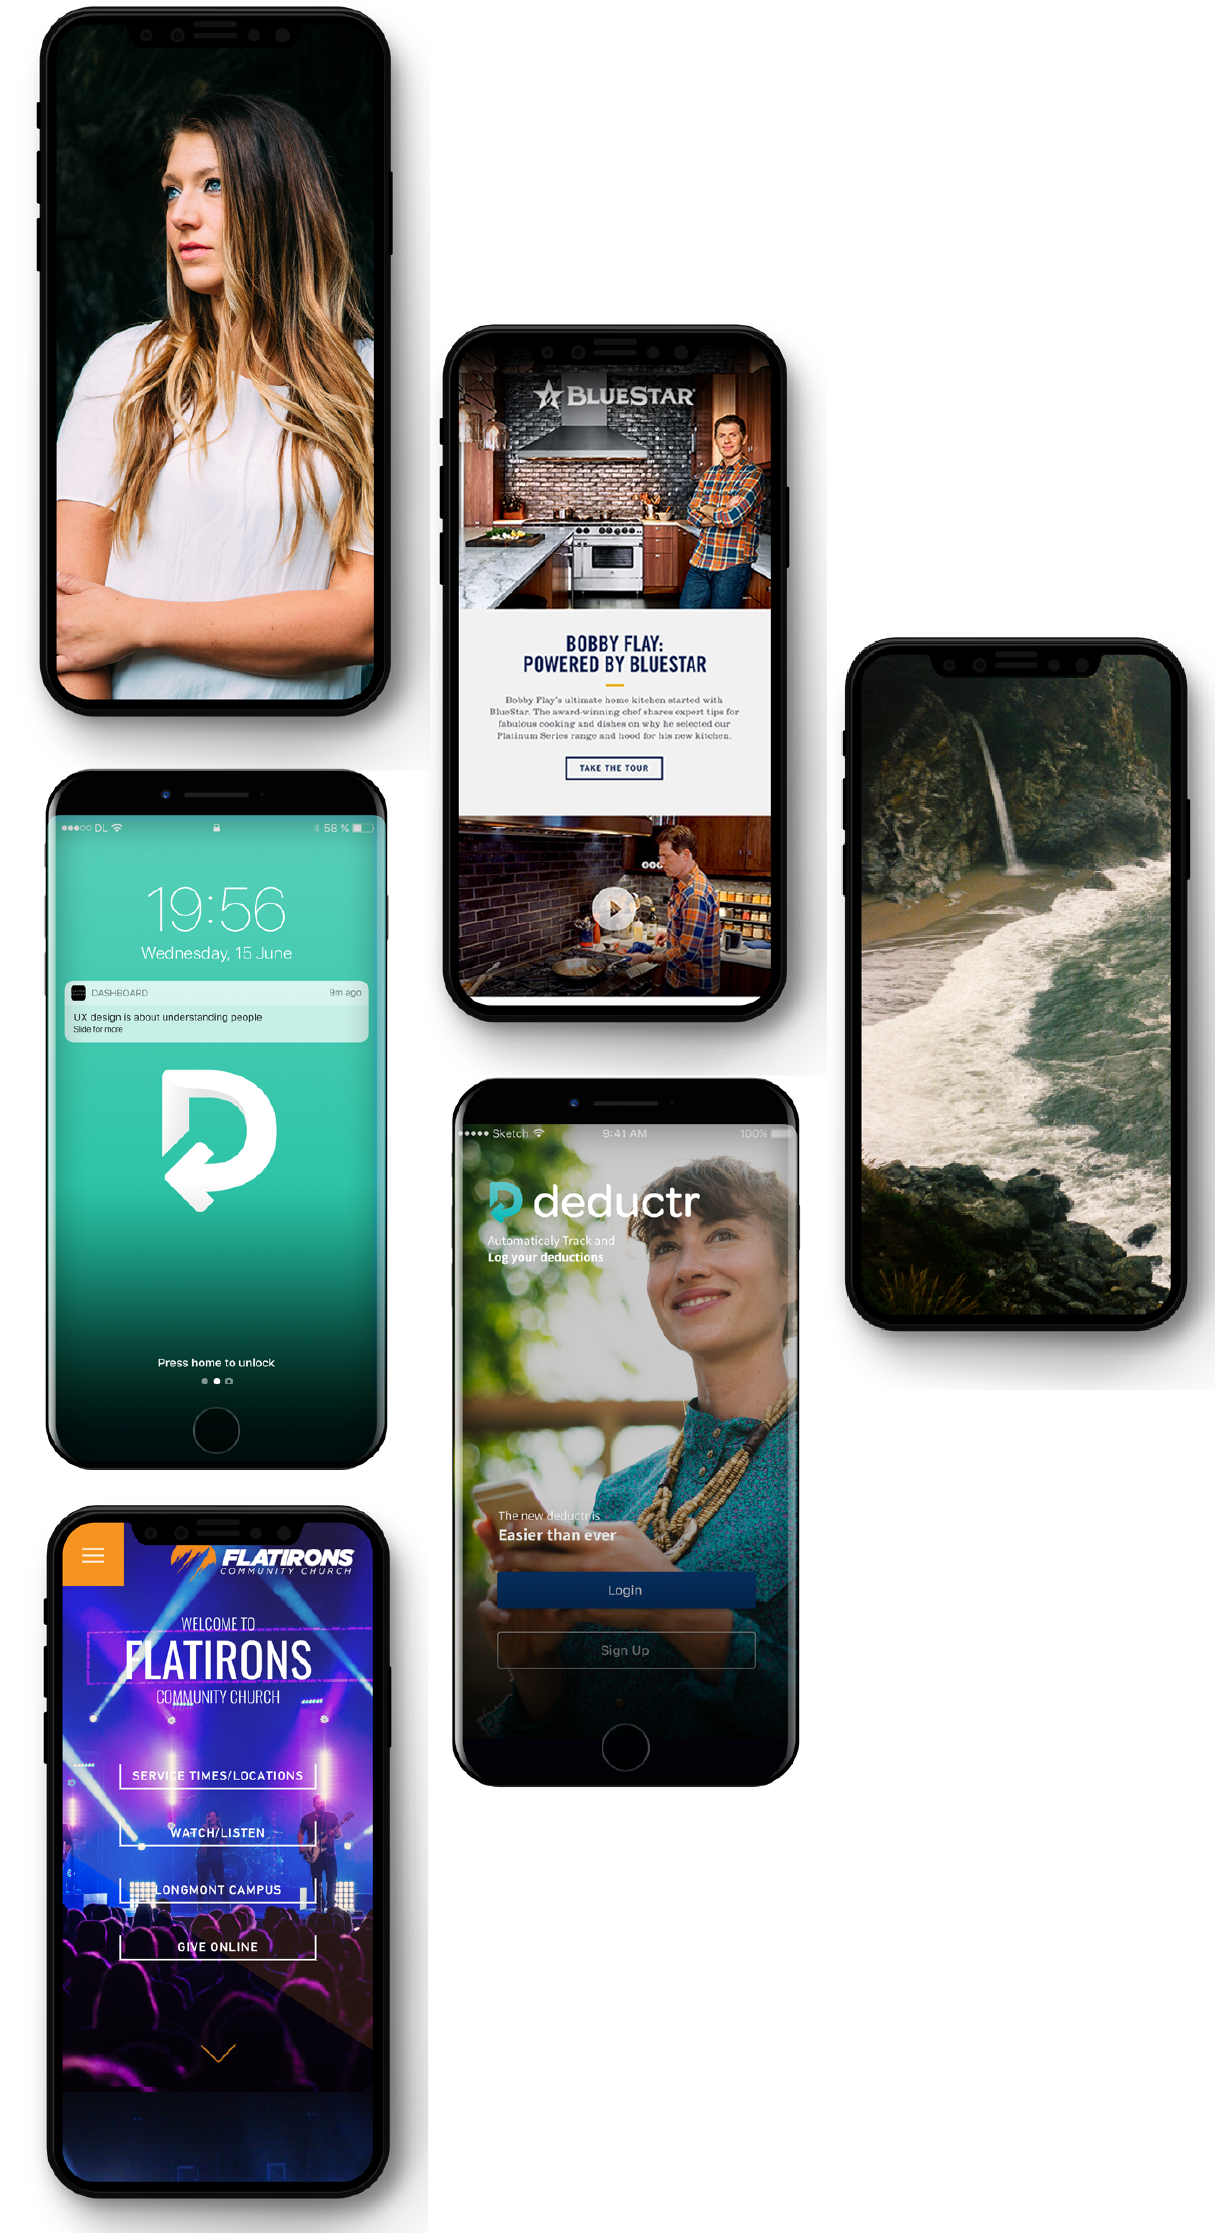 BLUESTAR
BOBBY FLAY:
POWERED BY BLUESTAR
Bobby Flay's ultimate home kitchen started with
BlueStar. The award-winning chef shares expert tips for
fabulous cooking and dishes on why he selected our
Platinum Series range and hood for his new kitchen.
TAKE THE TOUR
DL
58 %
19:56
Wednesday, 15 June
DASHBOARD
9m ago
UX design is about understanding people
Slide for more
Press home to unlock
Sketch
9:41 AM
100%
deductr
Automaticaly Track and
Log your deductions
The new deductr is
Easier than ever
Login
Sign Up
FLATIRONS
COMMUNITY CHURCH
WELCOME TO
FLATIRONS
COMMUNITY CHURCH
SERVICE TIMES/LOCATIONS
WATCH/LISTEN
LONGMONT CAMPUS
GIVE ONLINE